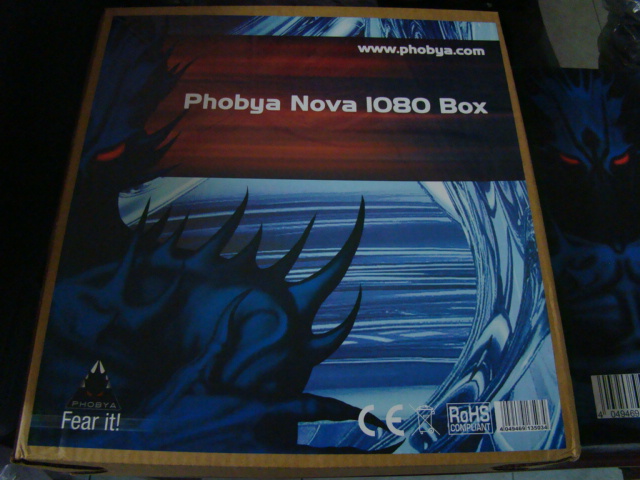 www.phobya.com
Phobya Nova 1080 Box
PHOBYA
Fear it!
CE
RoHS
COMPLIANT